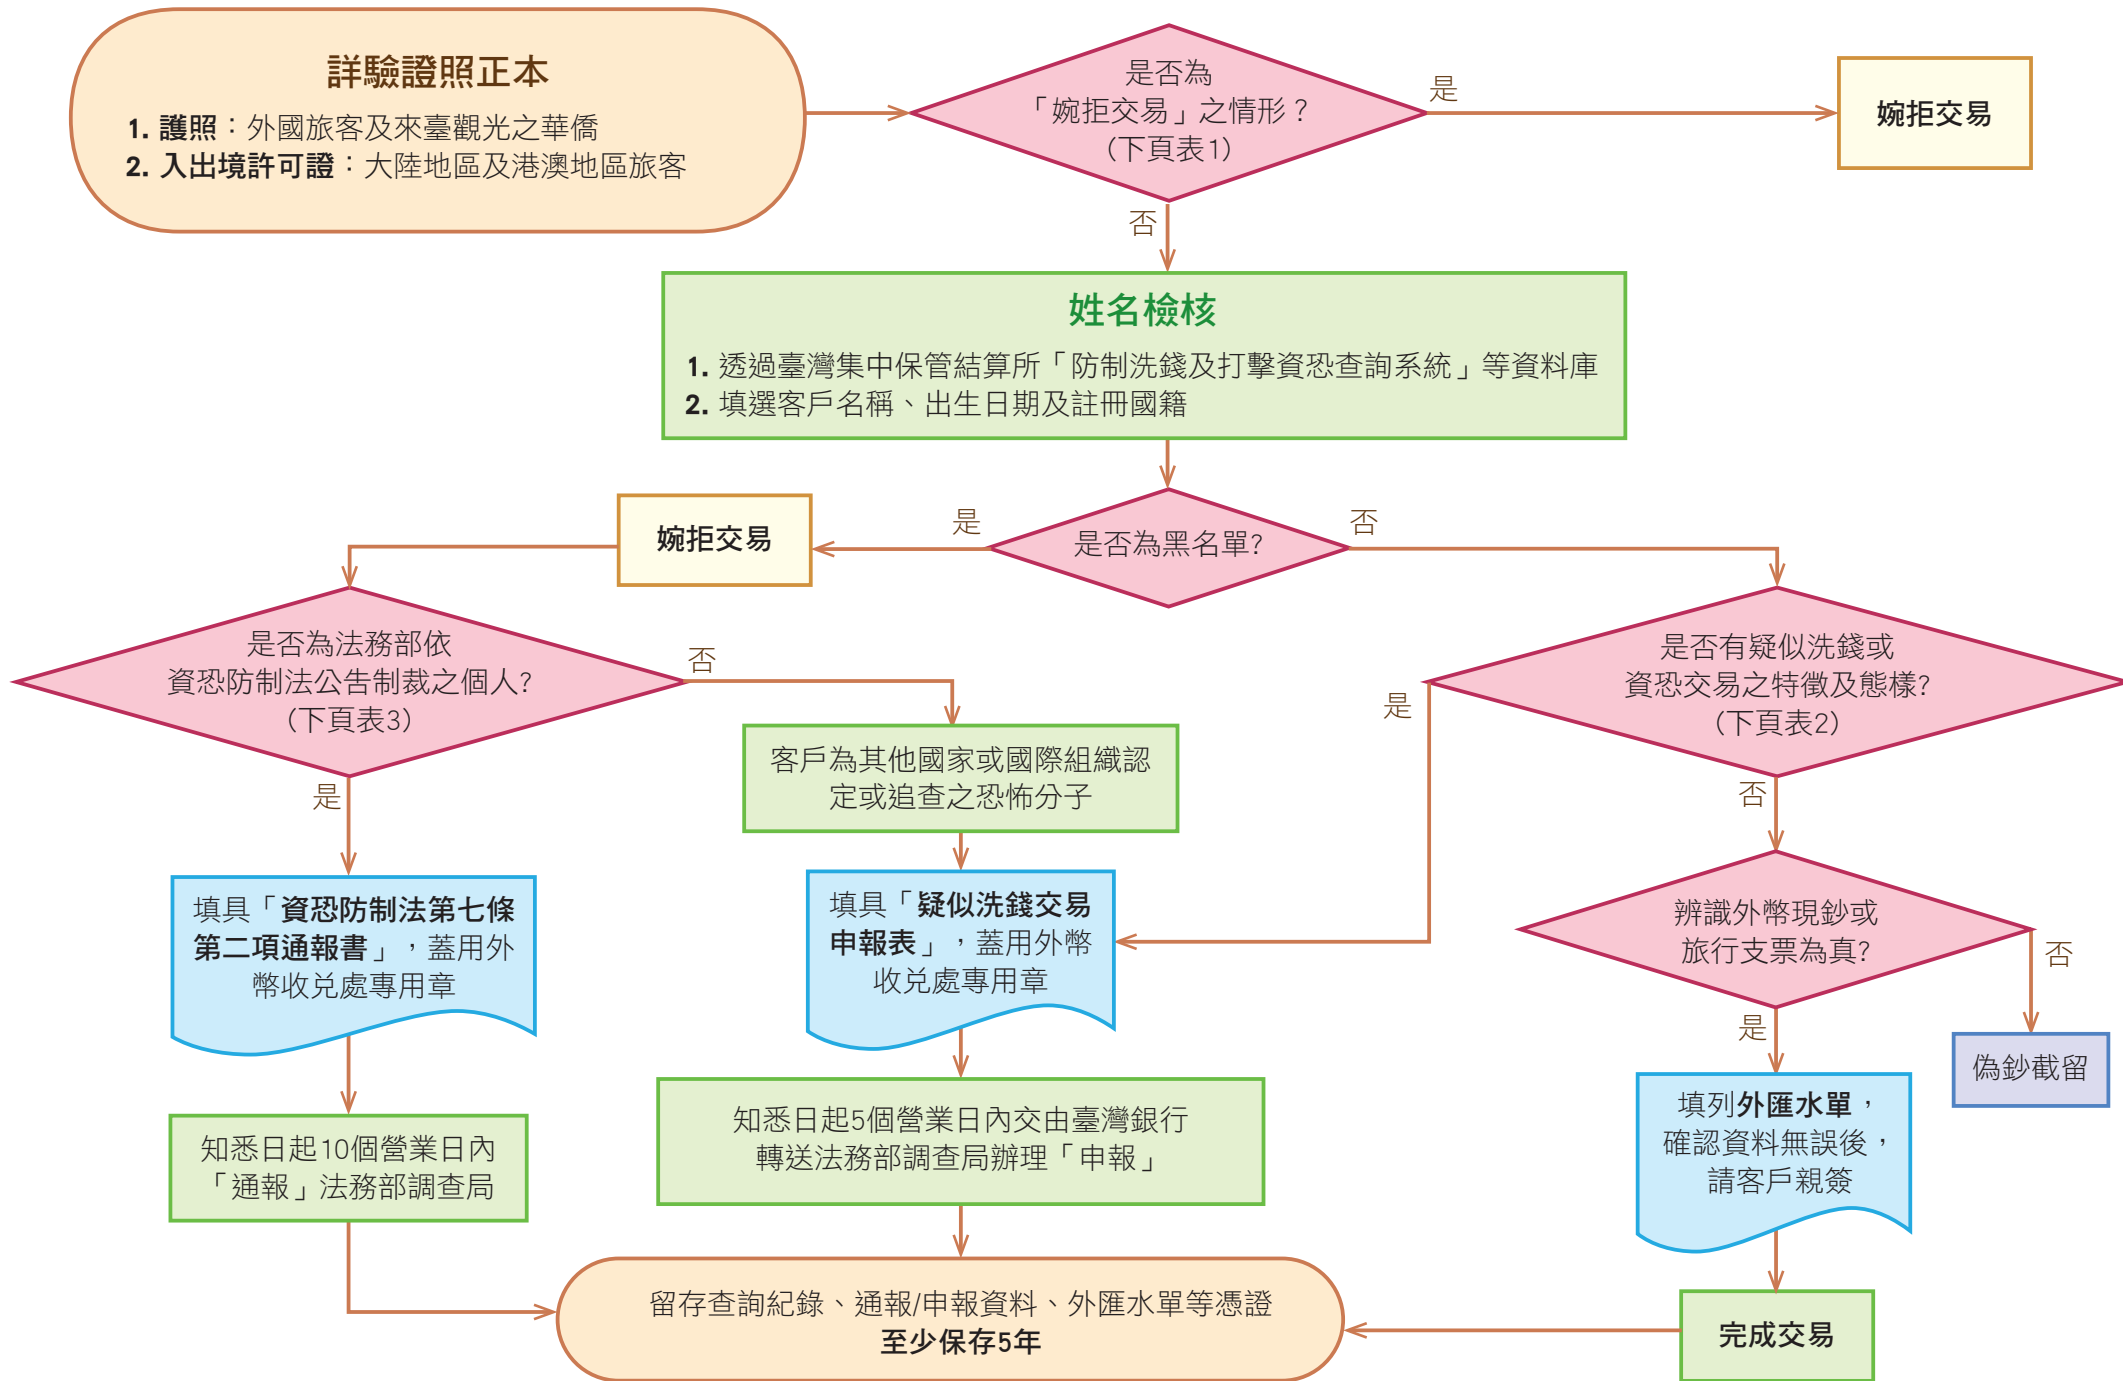 詳驗證照正本
1. 護照：外國旅客及來臺觀光之華僑
2. 入出境許可證：大陸地區及港澳地區旅客
是否為
「婉拒交易」之情形？
(下頁表1)
是
婉拒交易
否
姓名檢核
1. 透過臺灣集中保管結算所「防制洗錢及打擊資恐查詢系統」等資料庫
2. 填選客戶名稱、出生日期及註冊國籍
是否為黑名單?
是
婉拒交易
否
是否為法務部依
資恐防制法公告制裁之個人?
(下頁表3)
否
是
是否有疑似洗錢或
資恐交易之特徵及態樣?
(下頁表2)
是
否
客戶為其他國家或國際組織認
定或追查之恐怖分子
填具「資恐防制法第七條
第二項通報書」，蓋用外
幣收兌處專用章
填具「疑似洗錢交易
申報表」，蓋用外幣
收兌處專用章
辨識外幣現鈔或
旅行支票為真?
否
是
偽鈔截留
知悉日起10個營業日內
「通報」法務部調查局
知悉日起5個營業日內交由臺灣銀行
轉送法務部調查局辦理「申報」
填列外匯水單，
確認資料無誤後，
請客戶親簽
留存查詢紀錄、通報/申報資料、外匯水單等憑證
至少保存5年
完成交易